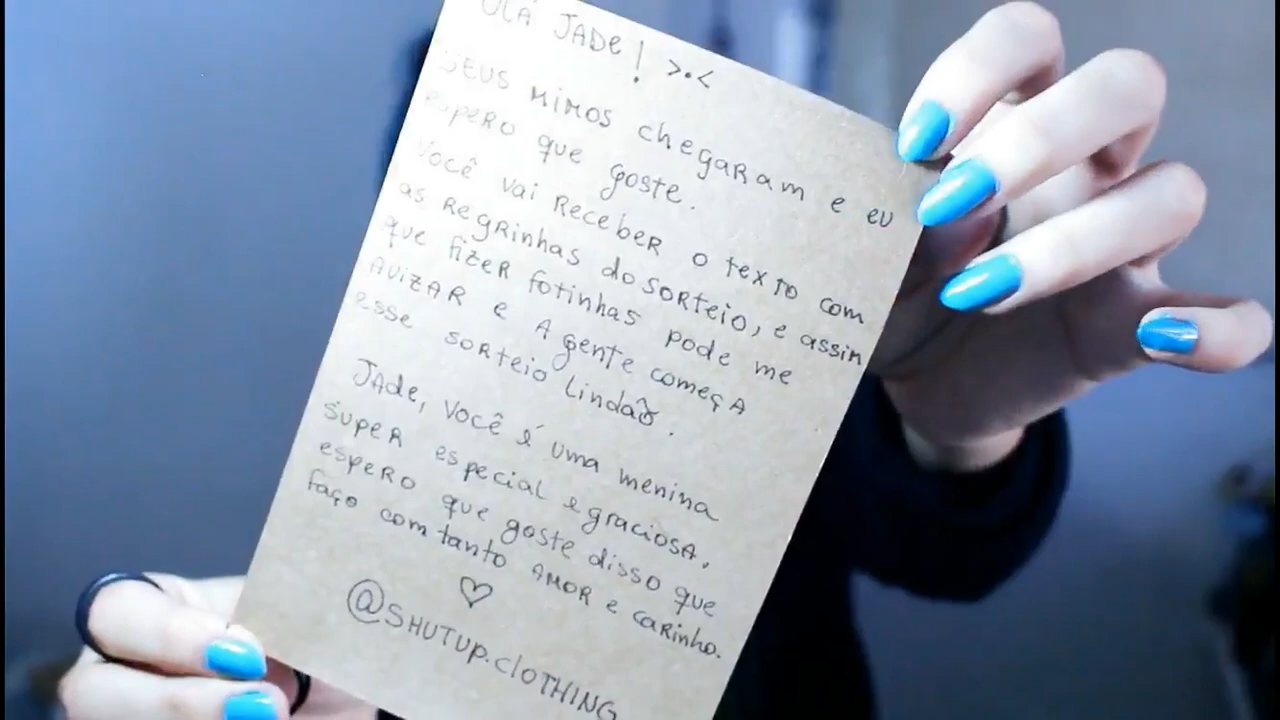 OLÁ JADE! >.<
SEUS MIMOS chegaram e eu
espero que goste.
Você vai receber o texto com
as regrinhas do sorteio, e assim
que fizer fotinhas pode me
avizar e a gente começa
esse sorteio lindão.
Jade, você é uma menina
super especial e graciosa,
espero que goste disso que
faço com tanto amor e carinho.
♡
@SHUTUP.CLOTHING